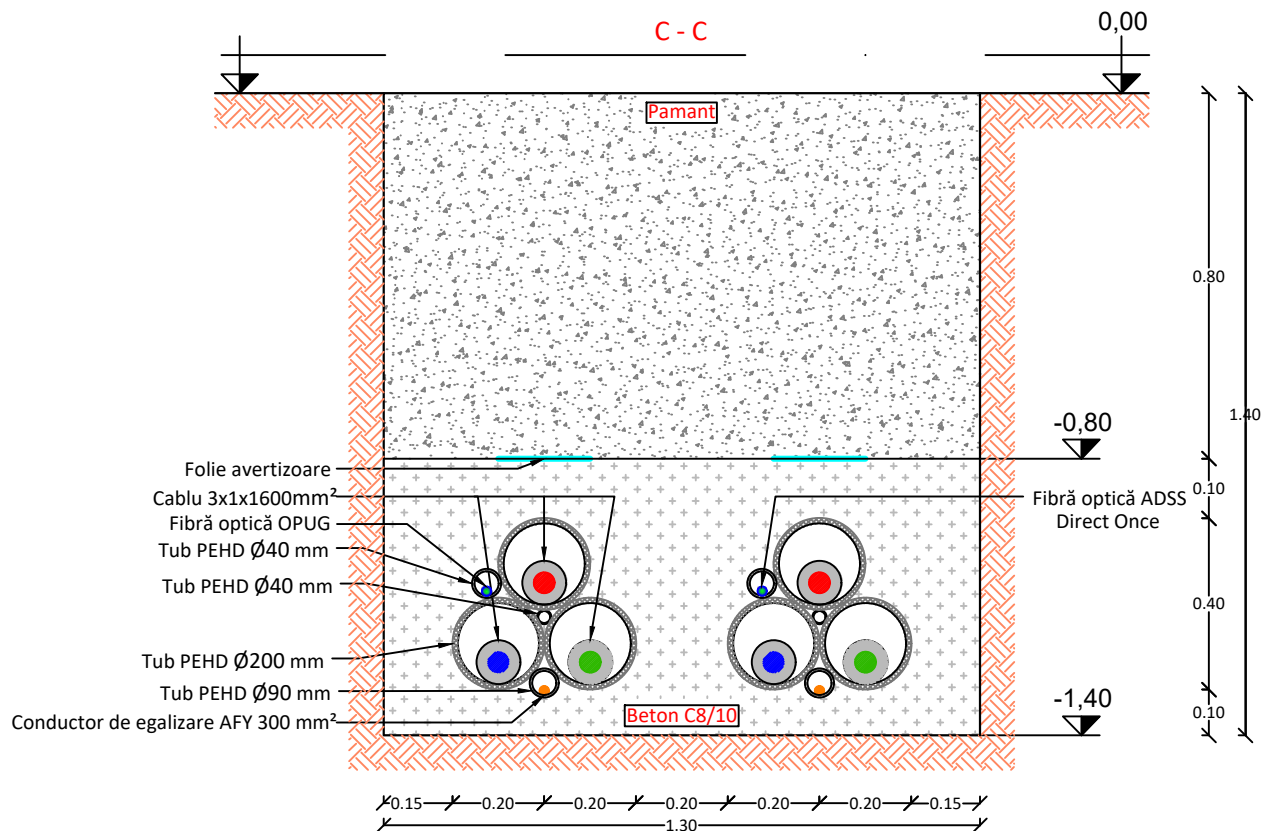 C - C
0,00
Pamant
0.80
1.40
-0,80
Folie avertizoare
Cablu 3x1x1600mm²
Fibră optică OPUG
Tub PEHD Ø40 mm
Tub PEHD Ø40 mm
Tub PEHD Ø200 mm
Tub PEHD Ø90 mm
Conductor de egalizare AFY 300 mm²
Fibră optică ADSS
Direct Once
0.10
0.40
-1,40
0.10
Beton C8/10
0.15
0.20
0.20
0.20
0.20
0.20
0.15
1.30